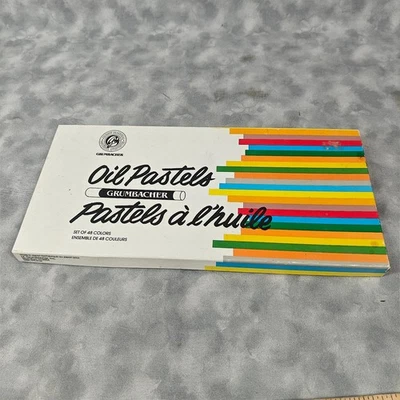 GRUMBACHER
Oil Pastels
GRUMBACHER
Pastels à l'huile
SET OF 48 COLORS
ENSEMBLE DE 48 COULEURS